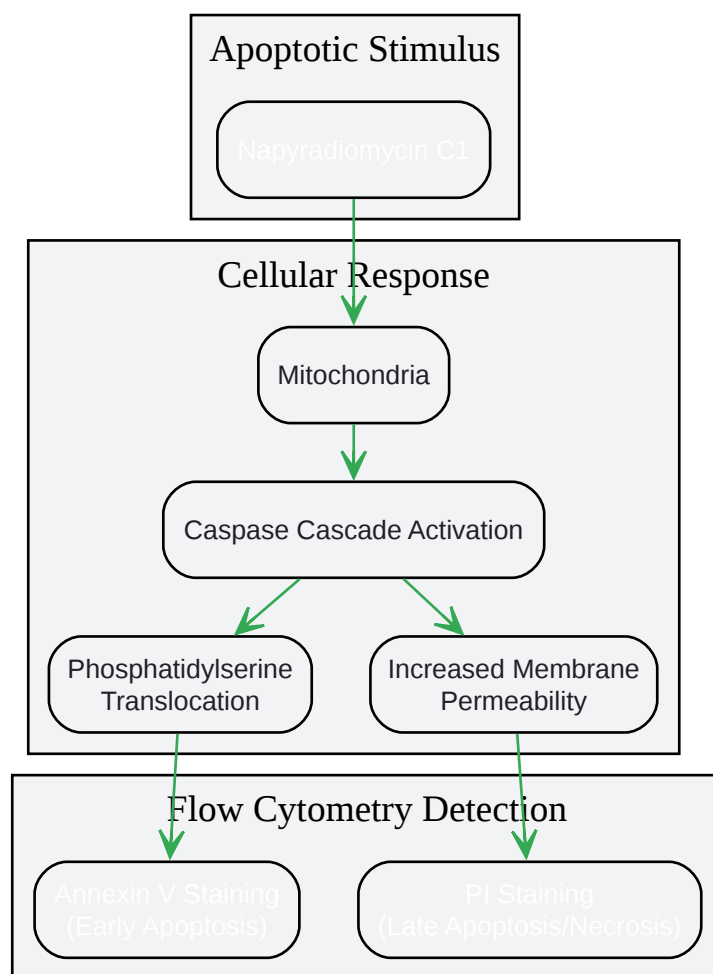 Apoptotic Stimulus
Napyradiomycin C1
Cellular Response
Mitochondria
Caspase Cascade Activation
Phosphatidylserine
Translocation
Increased Membrane
Permeability
Flow Cytometry Detection
Annexin V Staining
(Early Apoptosis)
PI Staining
(Late Apoptosis/Necrosis)